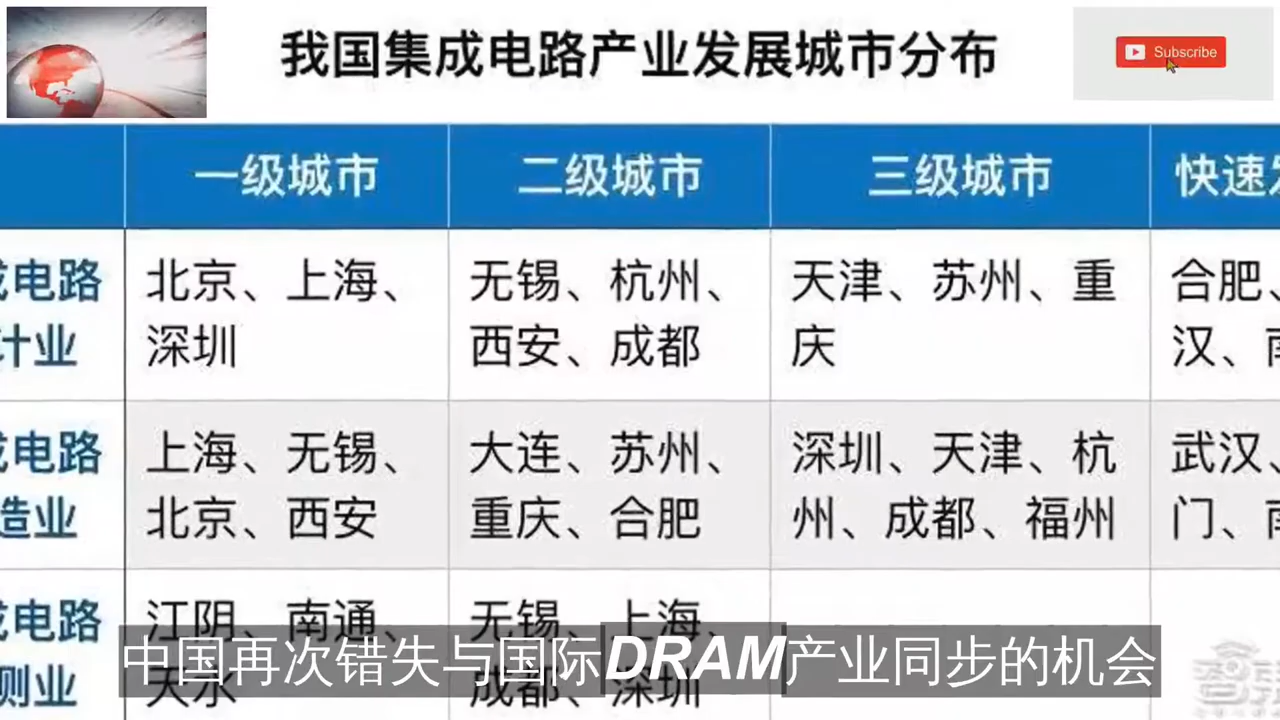 我国集成电路产业发展城市分布
Subscribe
一级城市 二级城市 三级城市 快速
电路 北京、上海、 无锡、杭州、 天津、苏州、重 合肥、
计业 深圳 西安、成都 庆 汉、
电路 上海、无锡、 大连、苏州、 深圳、天津、杭 武汉、
造业 北京、西安 重庆、合肥 州、成都、福州 门、
电路 江阴、南通、 无锡、上海、
测业 天水 成都、深圳
中国再次错失与国际DRAM产业同步的机会